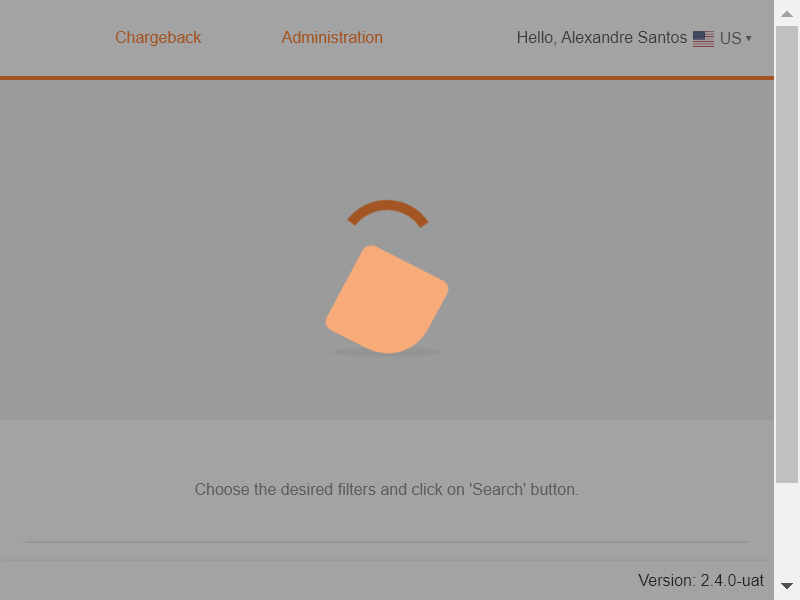 Chargeback Administration Hello, Alexandre Santos US
Choose the desired filters and click on 'Search' button.
Version: 2.4.0-uat